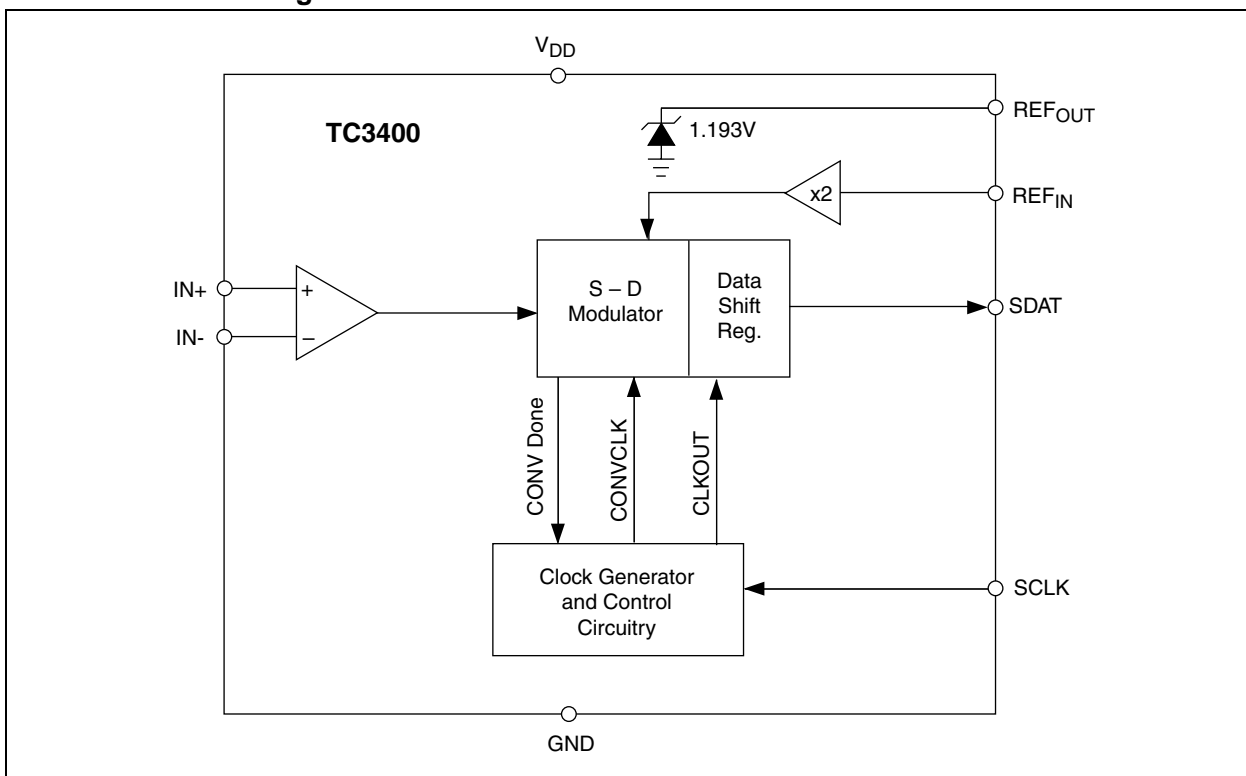 V_DD
TC3400
1.193V
REF_OUT
x2
REF_IN
IN+
IN-
+
−
S – D
Modulator
Data
Shift
Reg.
SDAT
CONV Done
CONVCLK
CLKOUT
Clock Generator
and Control
Circuitry
SCLK
GND